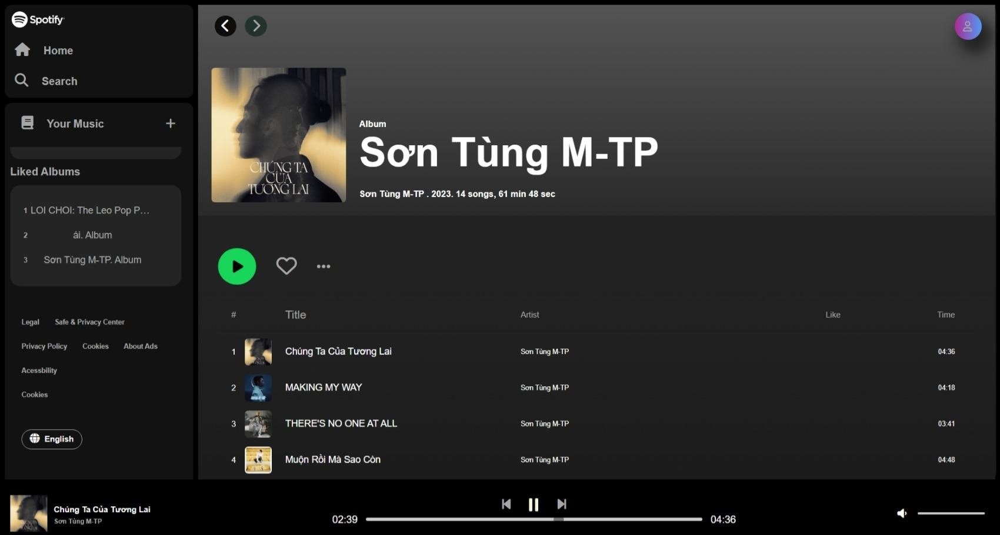 Spotify
Home
Search
Your Music
Liked Albums
1 LOI CHOI: The Leo Pop P…
2 ái. Album
3 Sơn Tùng M-TP. Album
Legal Safe & Privacy Center
Privacy Policy Cookies About Ads
Acessbility
Cookies
English
CHÚNG TA
CỦA
TƯƠNG LAI
Album
Sơn Tùng M-TP
Sơn Tùng M-TP . 2023. 14 songs, 61 min 48 sec
# Title Artist Like Time
1 Chúng Ta Của Tương Lai Sơn Tùng M-TP 04:36
2 MAKING MY WAY Sơn Tùng M-TP 04:18
3 THERE'S NO ONE AT ALL Sơn Tùng M-TP 03:41
4 Muộn Rồi Mà Sao Còn Sơn Tùng M-TP 04:48
Chúng Ta Của Tương Lai
Sơn Tùng M-TP
02:39 04:36